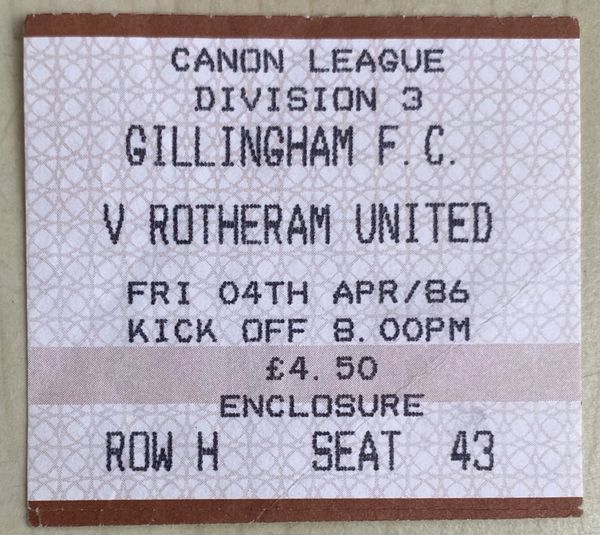 CANON LEAGUE
DIVISION 3
GILLINGHAM F.C.
V ROTHERAM UNITED
FRI 04TH APR/86
KICK OFF 8.00PM
£4.50
ENCLOSURE
ROW H SEAT 43